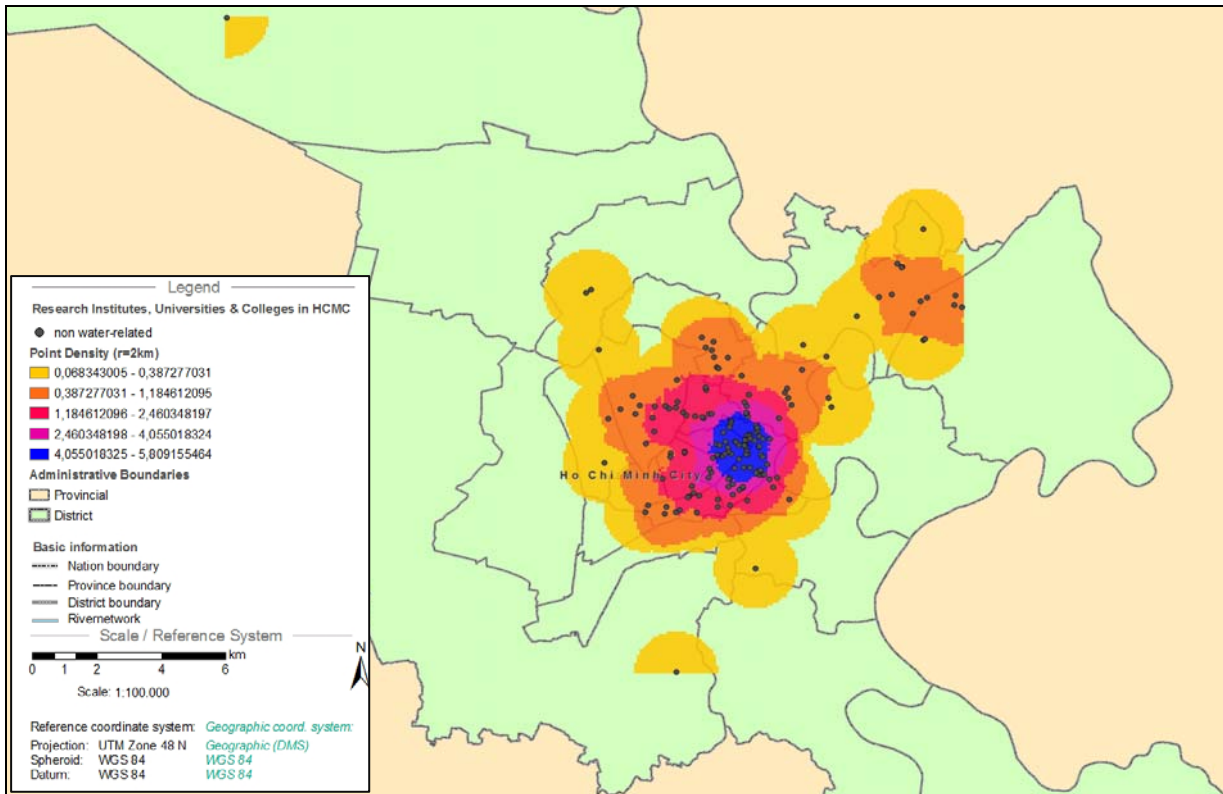 Legend
Research Institutes, Universities & Colleges in HCMC
non water-related
Point Density (r=2km)
0,068343005 - 0,387277031
0,387277031 - 1,184612095
1,184612096 - 2,460348197
2,460348198 - 4,055018324
4,055018325 - 5,809155464
Administrative Boundaries
Provincial
District
Basic information
Nation boundary
Province boundary
District boundary
Rivernetwork
Scale / Reference System
km
0 1 2 4 6
N
Scale: 1:100.000
Reference coordinate system: Geographic coord. system:
Projection: UTM Zone 48 N Geographic (DMS)
Spheroid: WGS 84 WGS 84
Datum: WGS 84 WGS 84
Ho Chi Minh City